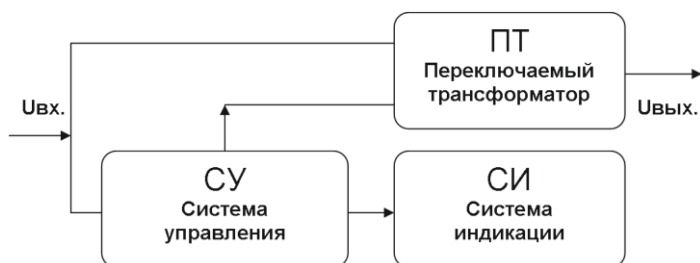 ПТ
Переключаемый
трансформатор
Uвх.
Uвых.
СУ
Система
управления
СИ
Система
индикации